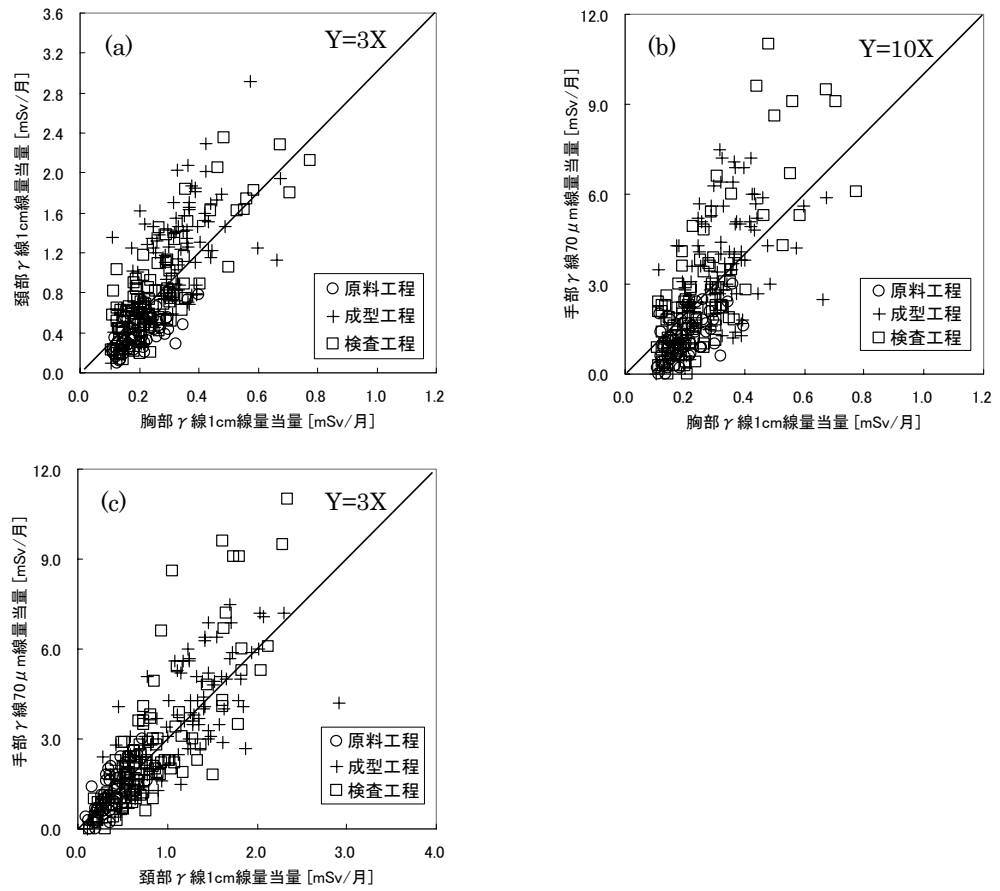 (a)
Y=3X
3.6
3.2
2.8
2.4
2.0
1.6
1.2
0.8
0.4
0.0
頚部γ線1cm線量当量 [mSv/月]
○ 原料工程
+ 成型工程
□ 検査工程
0.0 0.2 0.4 0.6 0.8 1.0 1.2
胸部γ線1cm線量当量 [mSv/月]
(b)
Y=10X
12.0
9.0
6.0
3.0
0.0
手部γ線70μm線量当量 [mSv/月]
○ 原料工程
+ 成型工程
□ 検査工程
0.0 0.2 0.4 0.6 0.8 1.0 1.2
胸部γ線1cm線量当量 [mSv/月]
(c)
Y=3X
12.0
9.0
6.0
3.0
0.0
手部γ線70μm線量当量 [mSv/月]
○ 原料工程
+ 成型工程
□ 検査工程
0.0 1.0 2.0 3.0 4.0
頚部γ線1cm線量当量 [mSv/月]